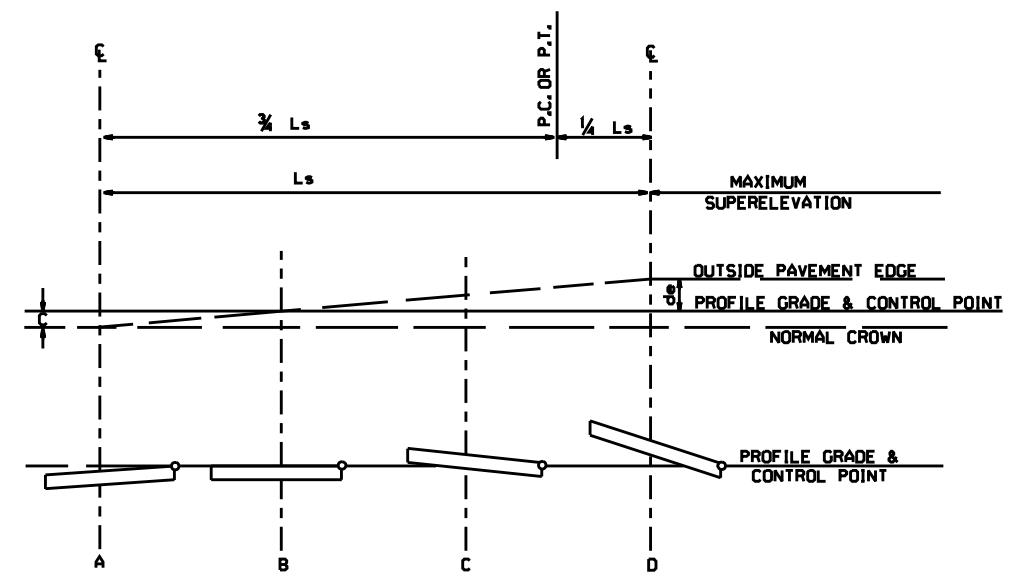 ℄
P.C. OR P.T.
℄
¾ Ls
¼ Ls
Ls
MAXIMUM
SUPERELEVATION
OUTSIDE PAVEMENT EDGE
de
PROFILE GRADE & CONTROL POINT
C
NORMAL CROWN
PROFILE GRADE &
CONTROL POINT
A
B
C
D